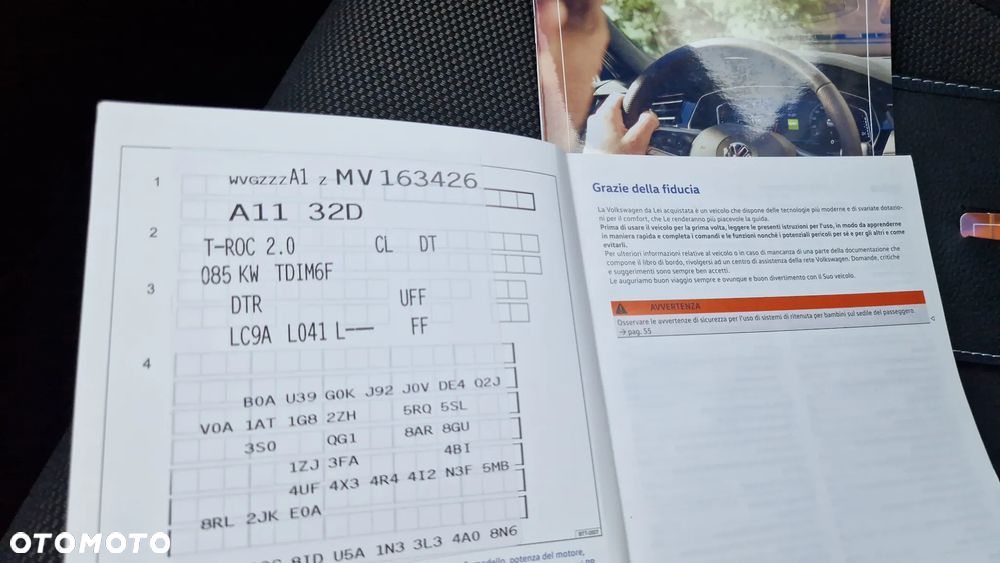 1 WVGZZZA1 Z MV163426
A11 32D
2 T-ROC 2.0 CL DT
085 KW TDIM6F
3 DTR UFF
LC9A L041 L-- FF
4
B0A U39 G0K J92 J0V DE4 Q2J
V0A 1AT 1G8 2ZH 5RQ 5SL
3S0 QG1 8AR 8GU
1ZJ 3FA 4BI
4UF 4X3 4R4 4I2 N3F 5MB
8RL 2JK E0A
U5A 1N3 3L3 4A0 8N6
potenza del motore,
Grazie della fiducia
La Volkswagen da Lei acquistata è un veicolo che dispone delle tecnologie più moderne e di svariate dotazio-
ni per il comfort, che Le renderanno più piacevole la guida.
Prima di usare il veicolo per la prima volta, leggere le presenti istruzioni per l'uso, in modo da apprenderne
in maniera rapida e completa i comandi e le funzioni nonché i potenziali pericoli per sé e per gli altri e come
evitarli.
Per ulteriori informazioni relative al veicolo o in caso di mancanza di una parte della documentazione che
compone il libro di bordo, rivolgersi ad un centro di assistenza della rete Volkswagen. Domande, critiche
e suggerimenti sono sempre ben accetti.
Le auguriamo buon viaggio sempre e ovunque e buon divertimento con il Suo veicolo.
AVVERTENZA
Osservare le avvertenze di sicurezza per l'uso di sistemi di ritenuta per bambini sul sedile del passeggero
→ pag. 55
OTOMOTO